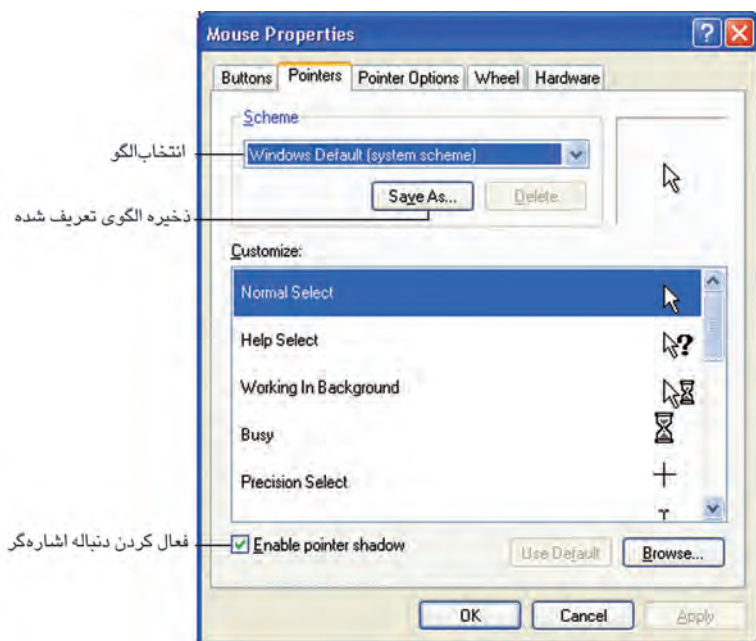 Mouse Properties
Buttons Pointers Pointer Options Wheel Hardware
Scheme
انتخاب‌الگو
Windows Default (system scheme)
Save As... Delete
ذخیره الگوی تعریف شده
Customize:
Normal Select
Help Select
Working In Background
Busy
Precision Select
فعال کردن دنباله اشاره‌گر
Enable pointer shadow
Use Default Browse...
OK Cancel Apply